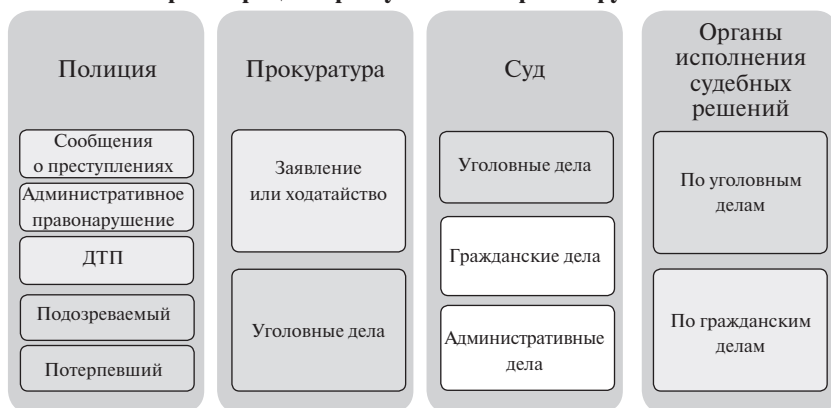 Полиция
Сообщения
о преступлениях
Административное
правонарушение
ДТП
Подозреваемый
Потерпевший
Прокуратура
Заявление
или ходатайство
Уголовные дела
Суд
Уголовные дела
Гражданские дела
Административные
дела
Органы
исполнения
судебных
решений
По уголовным
делам
По гражданским
делам